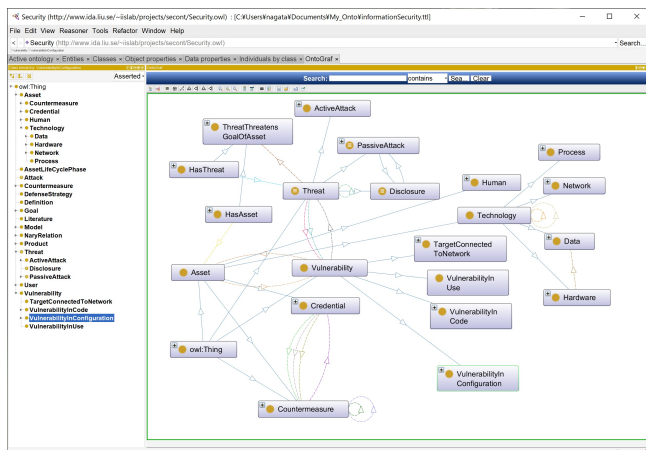 Security (http://www.ida.liu.se/~iislab/projects/secont/Security.owl) : [C:¥Users¥nagata¥Documents¥My_Onto¥informationSecurity.ttl]
File Edit View Reasoner Tools Refactor Window Help
Security (http://www.ida.liu.se/~iislab/projects/secont/Security.owl)
Search...
Active ontology × Entities × Classes × Object properties × Data properties × Individuals by class × OntoGraf ×
Asserted
owl:Thing
Asset
Countermeasure
Credential
Human
Technology
Data
Hardware
Network
Process
AssetLifeCyclePhase
Attack
Countermeasure
DefenseStrategy
Definition
Goal
Literature
Model
NaryRelation
Product
Threat
ActiveAttack
Disclosure
PassiveAttack
User
Vulnerability
TargetConnectedToNetwork
VulnerabilityInCode
VulnerabilityInConfiguration
VulnerabilityInUse
Search: contains Sea... Clear
ActiveAttack
ThreatThreatens
GoalOfAsset
PassiveAttack
Process
HasThreat
Threat
Disclosure
Human
Network
HasAsset
Technology
TargetConnected
ToNetwork
Data
Asset
Vulnerability
VulnerabilityIn
Use
Hardware
Credential
VulnerabilityIn
Code
owl:Thing
VulnerabilityIn
Configuration
Countermeasure